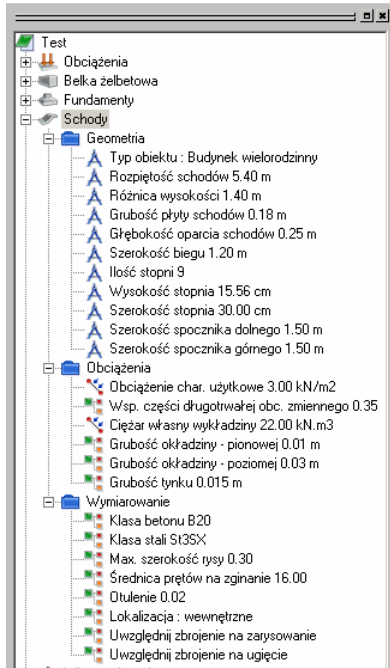 Test
Obciążenia
Belka żelbetowa
Fundamenty
Schody
Geometria
Typ obiektu : Budynek wielorodzinny
Rozpiętość schodów 5.40 m
Różnica wysokości 1.40 m
Grubość płyty schodów 0.18 m
Głębokość oparcia schodów 0.25 m
Szerokość biegu 1.20 m
Ilość stopni 9
Wysokość stopnia 15.56 cm
Szerokość stopnia 30.00 cm
Szerokość spocznika dolnego 1.50 m
Szerokość spocznika górnego 1.50 m
Obciążenia
Obciążenie char. użytkowe 3.00 kN/m2
Wsp. części długotrwałej obc. zmiennego 0.35
Ciężar własny wykładziny 22.00 kN.m3
Grubość okładziny - pionowej 0.01 m
Grubość okładziny - poziomej 0.03 m
Grubość tynku 0.015 m
Wymiarowanie
Klasa betonu B20
Klasa stali St3SX
Max. szerokość rysy 0.30
Średnica prętów na zginanie 16.00
Otulenie 0.02
Lokalizacja : wewnętrzne
Uwzględnij zbrojenie na zarysowanie
Uwzględnij zbrojenie na ugięcie